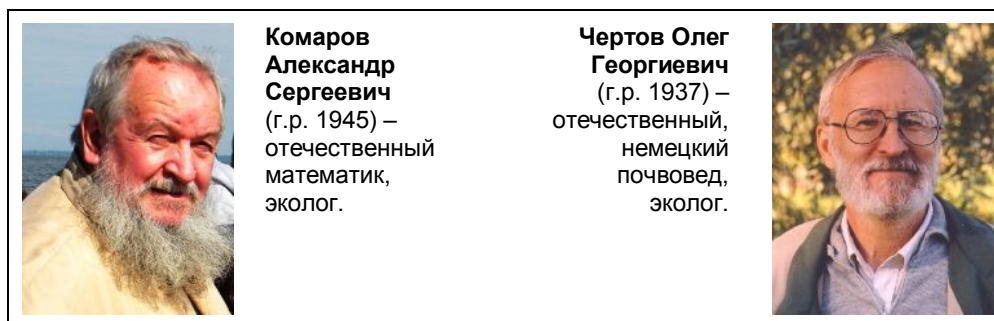 Комаров
Александр
Сергеевич
(г.р. 1945) –
отечественный
математик,
эколог.
Чертов Олег
Георгиевич
(г.р. 1937) –
отечественный,
немецкий
почвовед,
эколог.